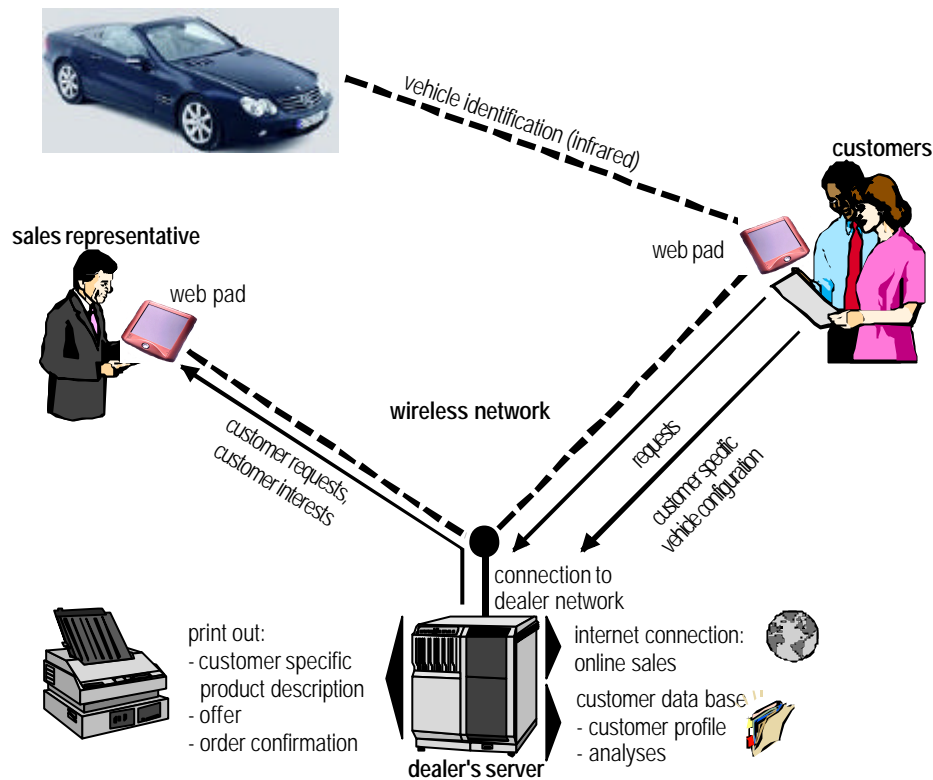 vehicle identification (infrared)
customers
sales representative
web pad
web pad
wireless network
customer requests,
customer interests
requests
customer specific
vehicle configuration
connection to
dealer network
print out:
- customer specific
product description
- offer
- order confirmation
internet connection:
online sales
customer data base
- customer profile
- analyses
dealer's server